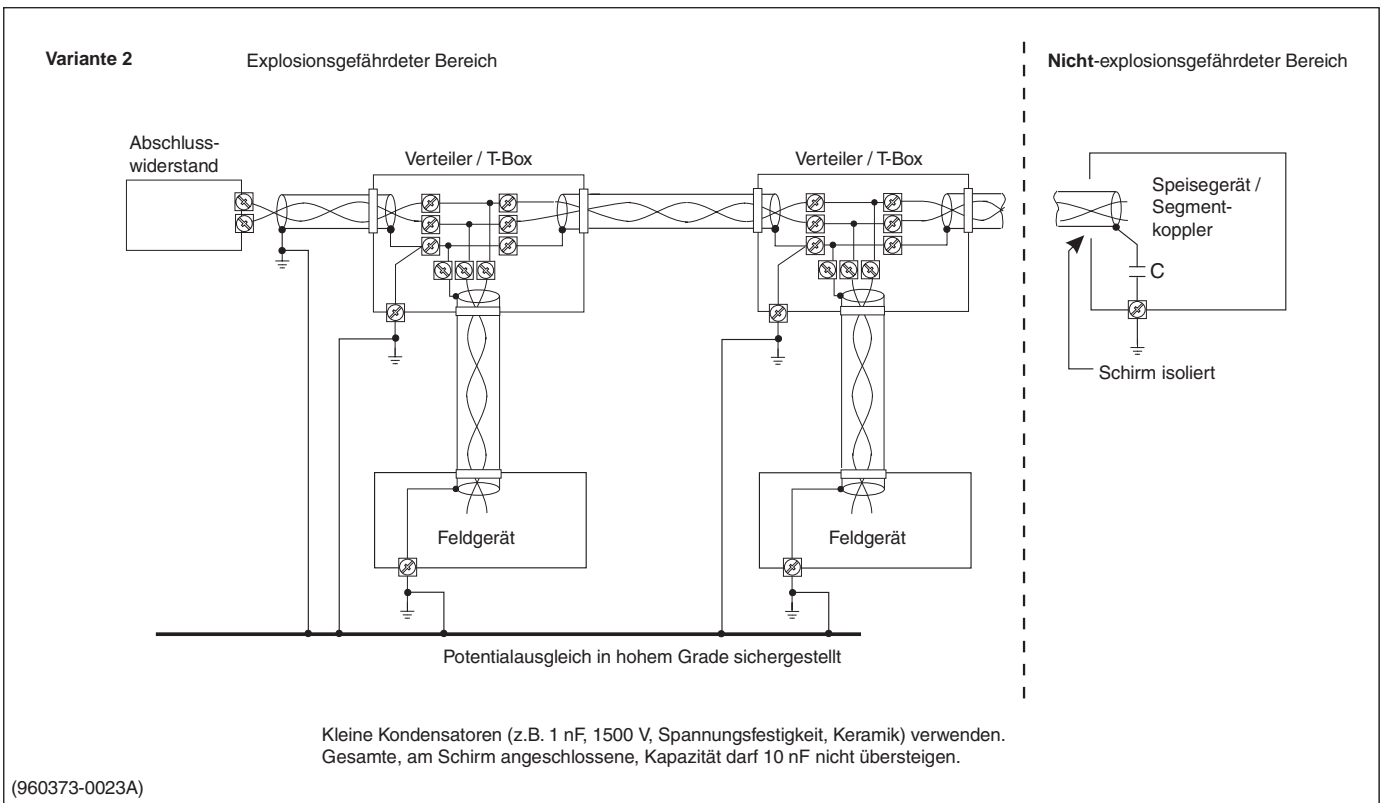 Variante 2
Explosionsgefährdeter Bereich
Nicht-explosionsgefährdeter Bereich
Abschluss-
widerstand
Verteiler / T-Box
Verteiler / T-Box
Speisegerät /
Segment-
koppler
C
Schirm isoliert
Feldgerät
Feldgerät
Potentialausgleich in hohem Grade sichergestellt
Kleine Kondensatoren (z.B. 1 nF, 1500 V, Spannungsfestigkeit, Keramik) verwenden.
Gesamte, am Schirm angeschlossene, Kapazität darf 10 nF nicht übersteigen.
(960373-0023A)